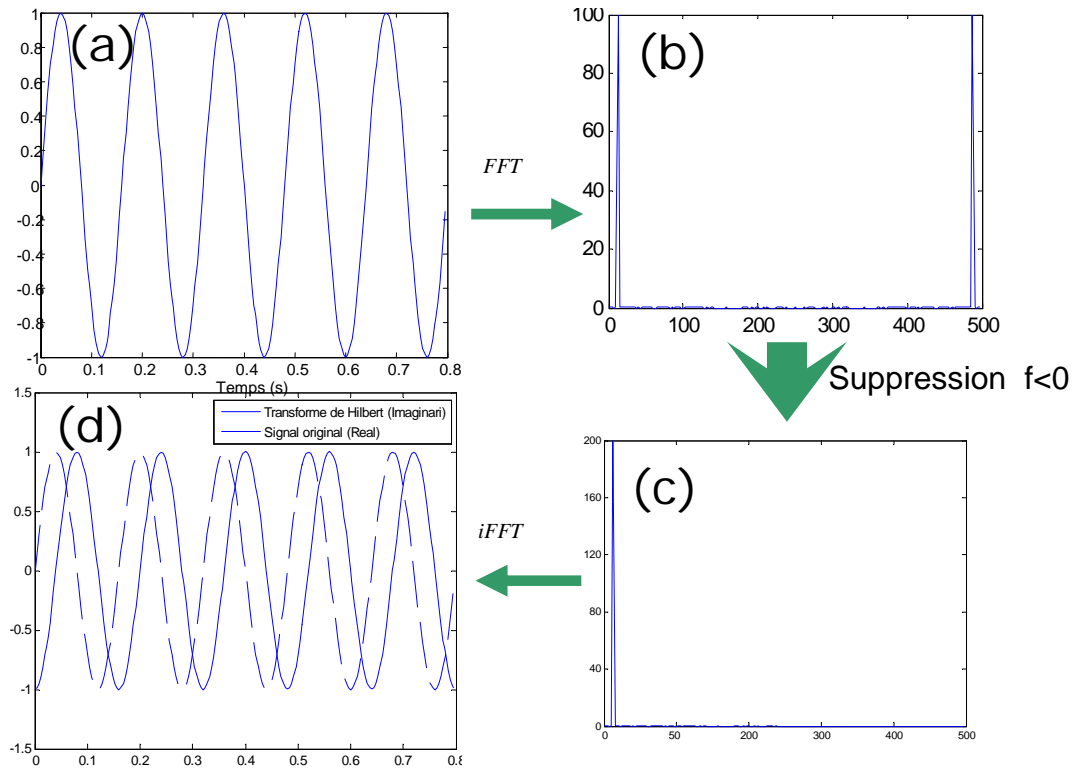 (a)
1
0.8
0.6
0.4
0.2
0
-0.2
-0.4
-0.6
-0.8
-1
0 0.1 0.2 0.3 0.4 0.5 0.6 0.7 0.8
Temps (s)
FFT
(b)
100
80
60
40
20
0
0 100 200 300 400 500
Suppression f<0
(c)
200
160
120
80
40
0
0 50 50 200 300 400 500
iFFT
(d)
Transforme de Hilbert (Imaginari)
Signal original (Real)
1.5
1
0.5
0
-0.5
-1
-1.5
0 0.1 0.2 0.3 0.4 0.5 0.6 0.7 0.8